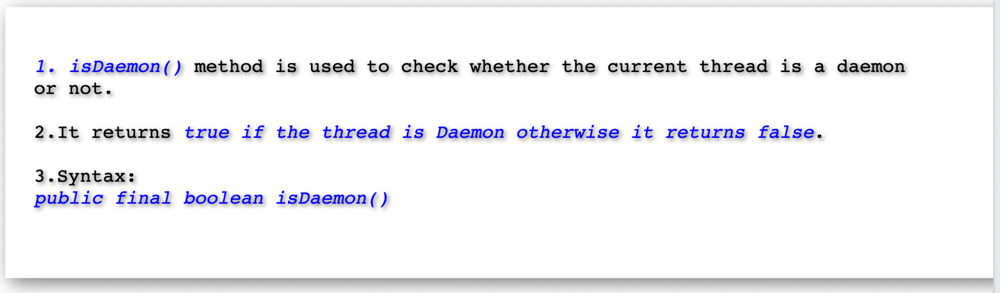 1. isDaemon() method is used to check whether the current thread is a daemon
or not.
2.It returns true if the thread is Daemon otherwise it returns false.
3.Syntax:
public final boolean isDaemon()